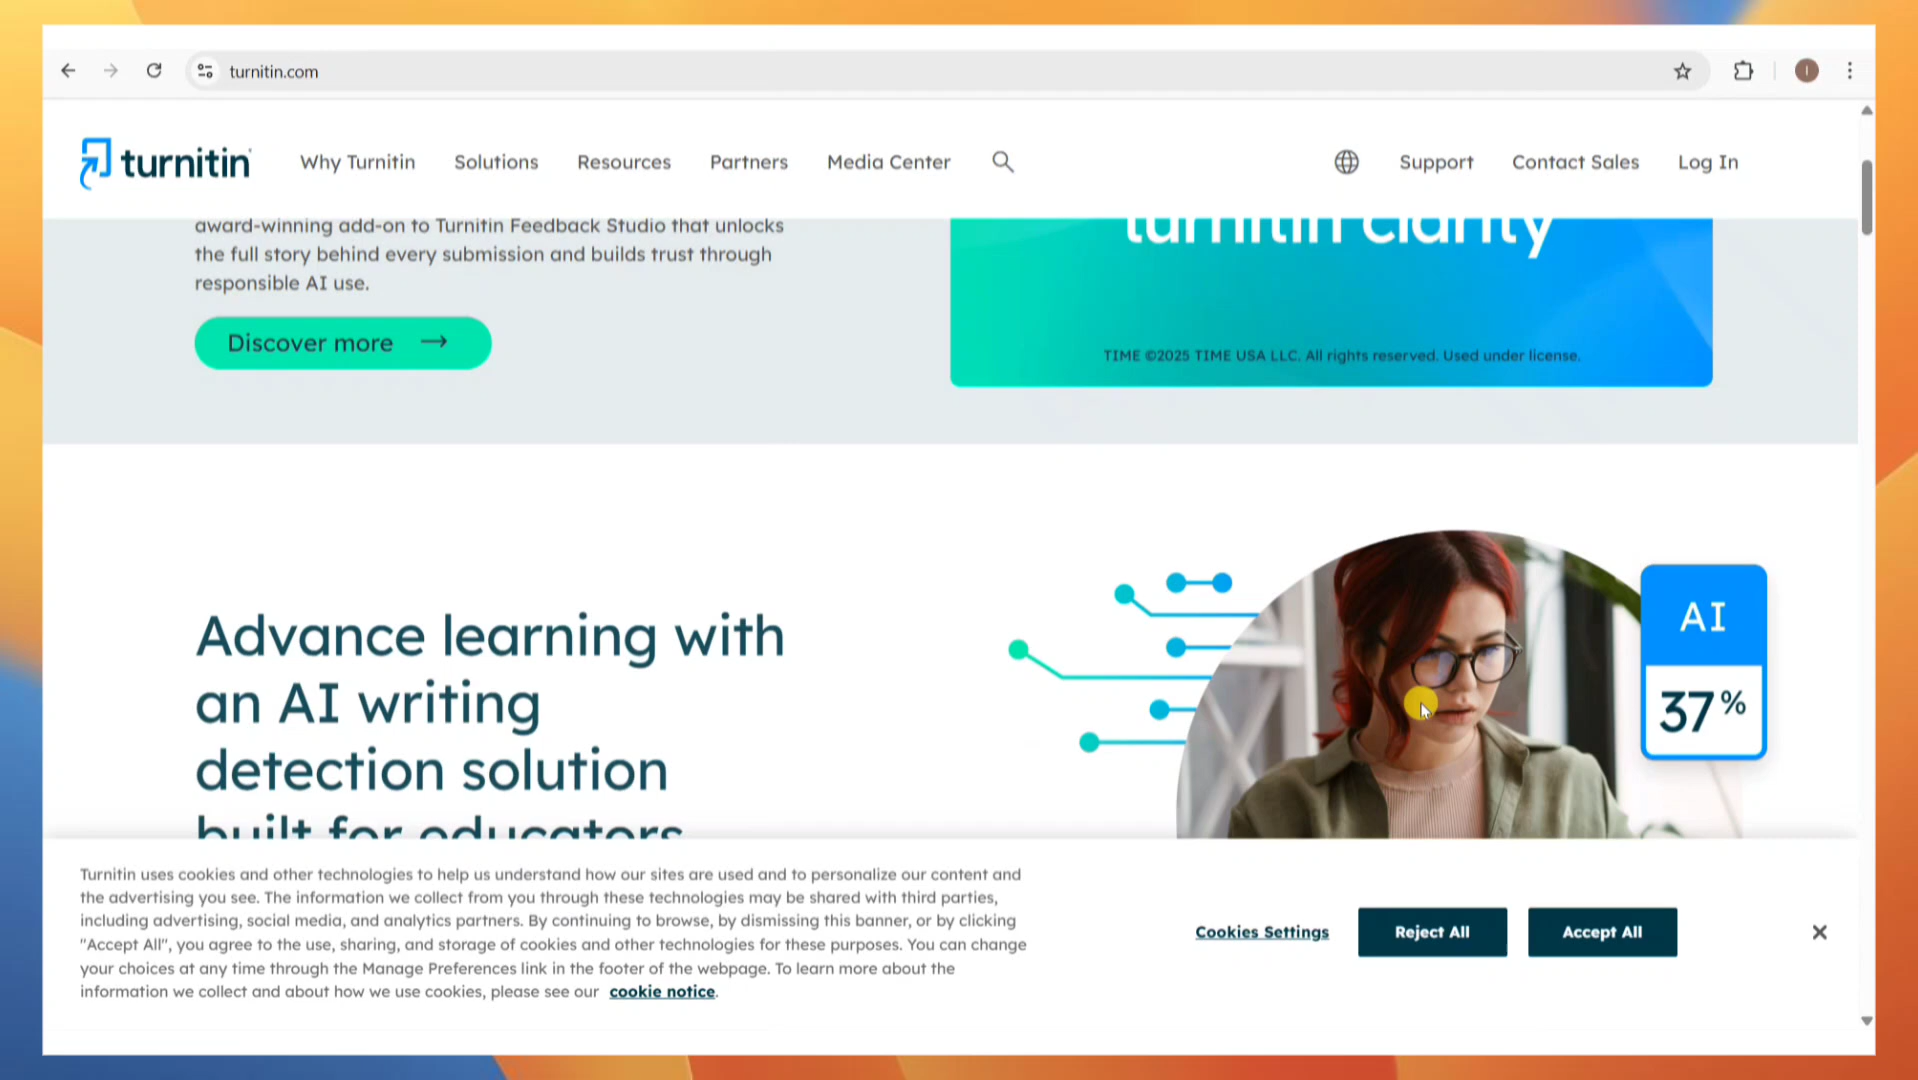 turnitin.com
turnitin
Why Turnitin
Solutions
Resources
Partners
Media Center
Support
Contact Sales
Log In
award-winning add-on to Turnitin Feedback Studio that unlocks
the full story behind every submission and builds trust through
responsible AI use.
Discover more
turnitin clarity
TIME ©2025 TIME USA LLC. All rights reserved. Used under license.
Advance learning with
an AI writing
detection solution
built for educators
AI
37%
Turnitin uses cookies and other technologies to help us understand how our sites are used and to personalize our content and
the advertising you see. The information we collect from you through these technologies may be shared with third parties,
including advertising, social media, and analytics partners. By continuing to browse, by dismissing this banner, or by clicking
"Accept All", you agree to the use, sharing, and storage of cookies and other technologies for these purposes. You can change
your choices at any time through the Manage Preferences link in the footer of the webpage. To learn more about the
information we collect and about how we use cookies, please see our cookie notice.
Cookies Settings
Reject All
Accept All